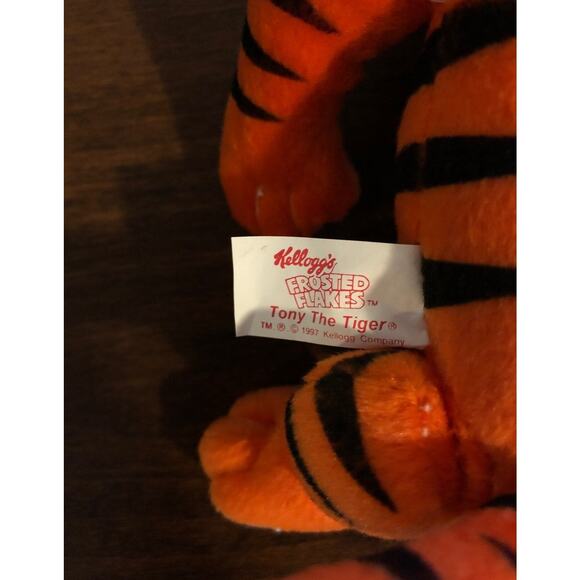 Kellogg's
FROSTED
FLAKES™
Tony The Tiger®
TM ® © 1997 Kellogg Company